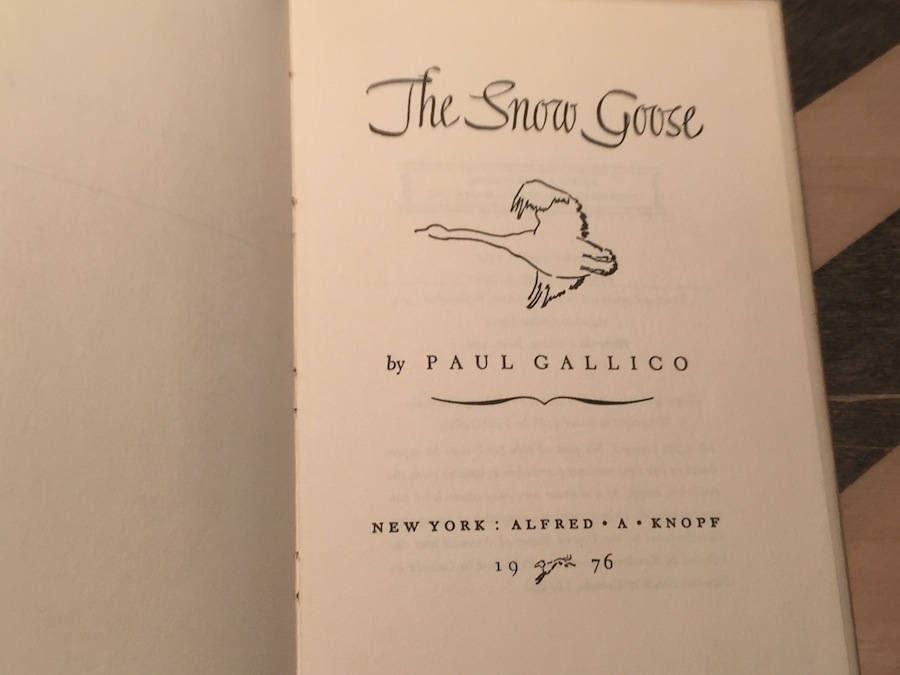 The Snow Goose
by PAUL GALLICO
NEW YORK : ALFRED • A • KNOPF
19 76